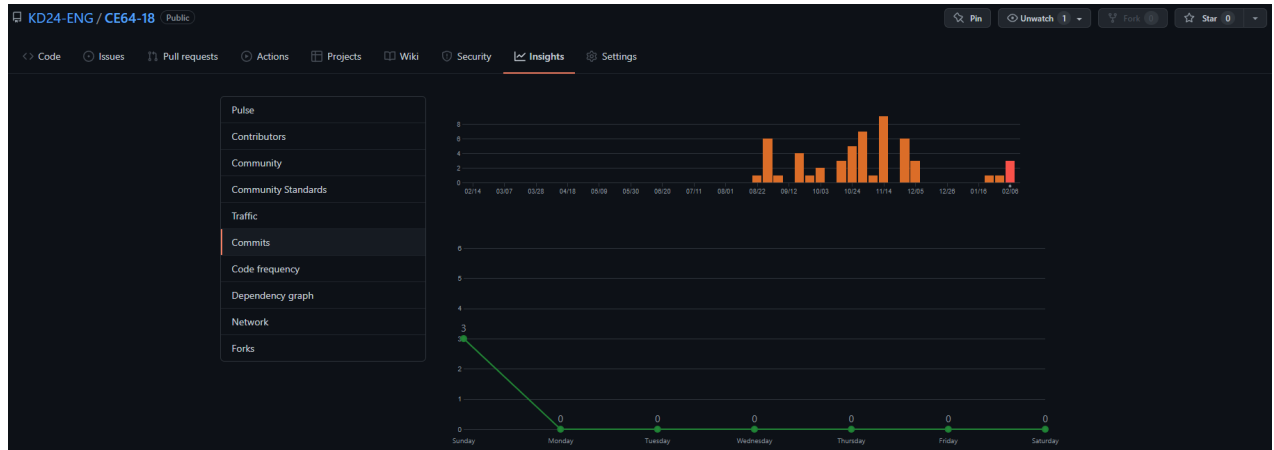 KD24-ENG / CE64-18 Public
Pin
Unwatch 1
Fork 0
Star 0
Code
Issues
Pull requests
Actions
Projects
Wiki
Security
Insights
Settings
Pulse
Contributors
Community
Community Standards
Traffic
Commits
Code frequency
Dependency graph
Network
Forks
8
6
4
2
0
02/14 03/07 03/28 04/18 05/09 05/30 06/20 07/11 08/01 08/22 09/12 10/03 10/24 11/14 12/05 12/26 01/16 02/06
6
5
4
3
3
2
1
0
0 0 0 0 0 0
Sunday Monday Tuesday Wednesday Thursday Friday Saturday